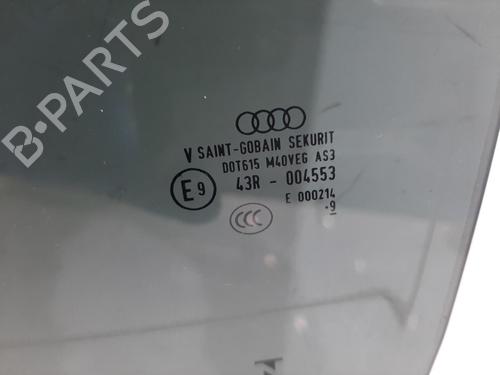 B-PARTS
V SAINT-GOBAIN SEKURIT
DOT615 M40VEG AS3
E9 43R - 004553
E 000214
-9
CCC